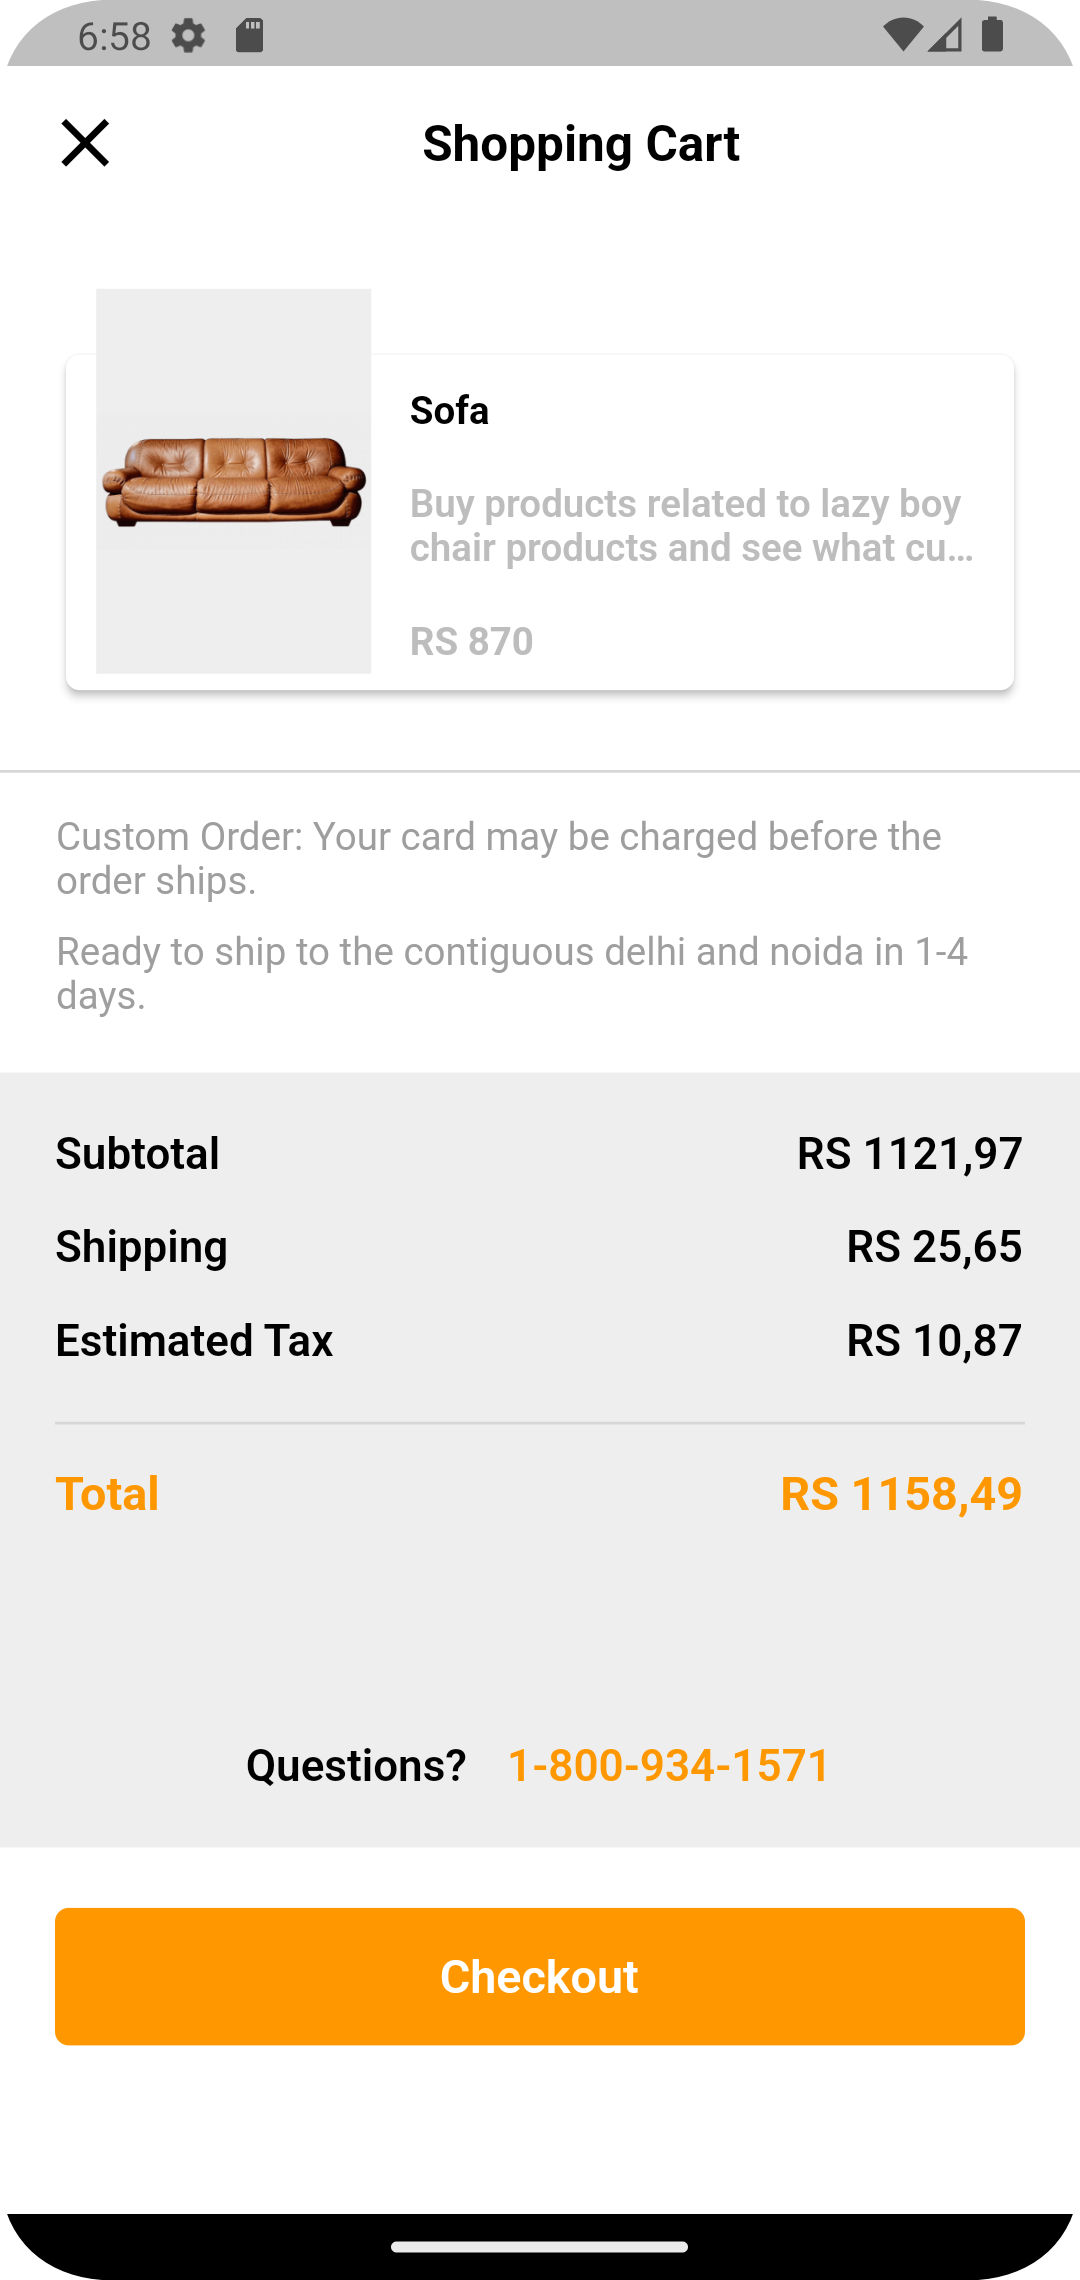 6:58
Shopping Cart
Sofa
Buy products related to lazy boy
chair products and see what cu...
RS 870
Custom Order: Your card may be charged before the
order ships.
Ready to ship to the contiguous delhi and noida in 1-4
days.
Subtotal RS 1121,97
Shipping RS 25,65
Estimated Tax RS 10,87
Total RS 1158,49
Questions? 1-800-934-1571
Checkout